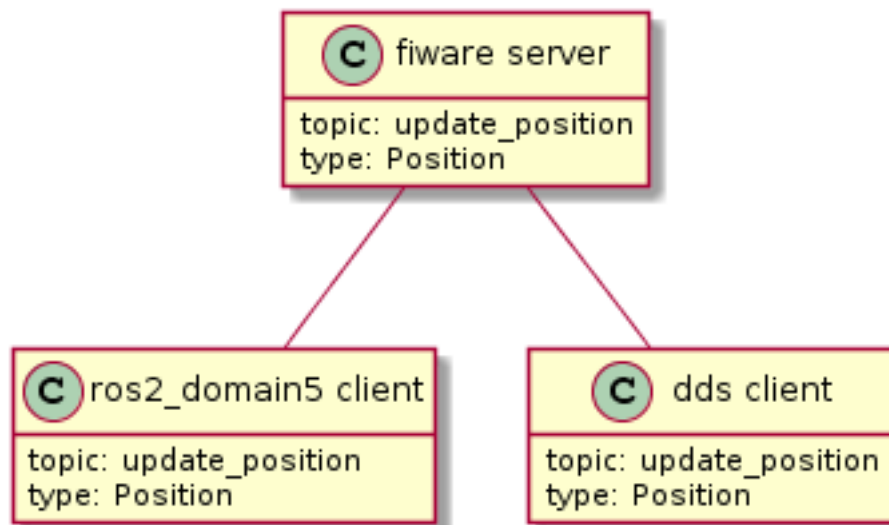 C fiware server
topic: update_position
type: Position
C ros2_domain5 client
topic: update_position
type: Position
C dds client
topic: update_position
type: Position